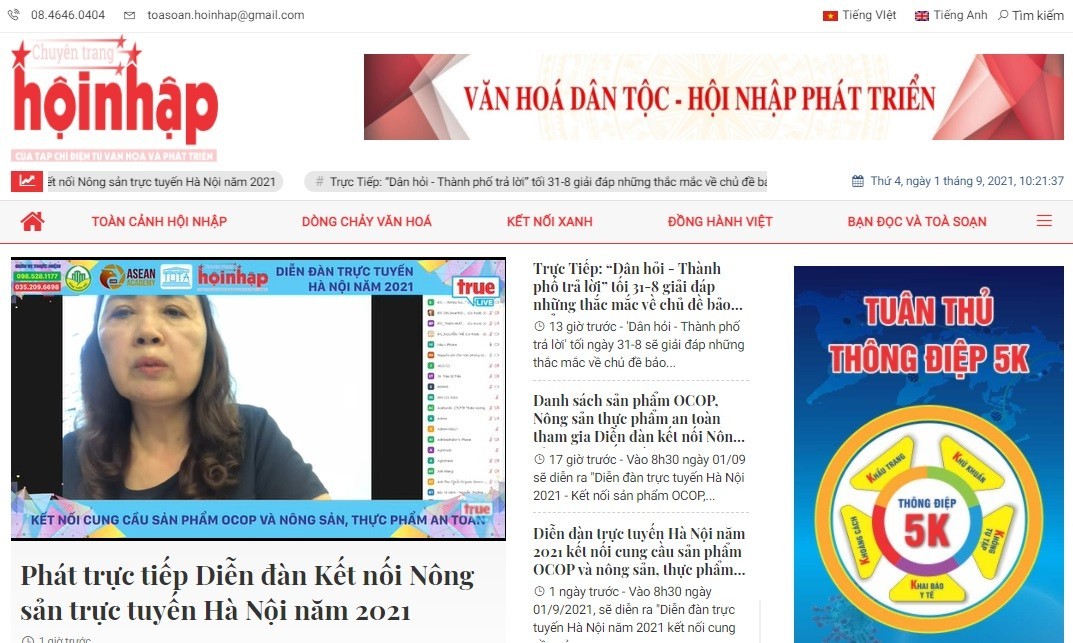 08.4646.0404
toasoan.hoinhap@gmail.com
Tiếng VIệt
Tiếng Anh
Tìm kiếm
Chuyên trang
hộinhập
CỦA TẠP CHÍ ĐIỆN TỬ VĂN HOÁ VÀ PHÁT TRIỂN
VĂN HOÁ DÂN TỘC - HỘI NHẬP PHÁT TRIỂN
ết nối Nông sản trực tuyến Hà Nội năm 2021
# Trực Tiếp: “Dân hỏi - Thành phố trả lời” tối 31-8 giải đáp những thắc mắc về chủ đề bả
Thứ 4, ngày 1 tháng 9, 2021, 10:21:37
TOÀN CẢNH HỘI NHẬP
DÒNG CHẢY VĂN HOÁ
KẾT NỐI XANH
ĐỒNG HÀNH VIỆT
BẠN ĐỌC VÀ TOÀ SOẠN
ĐƠN VỊ THỰC HIỆN
098.528.1177
035.209.6698
ASEAN
ACADEMY
hộinhập
DIỄN ĐÀN TRỰC TUYẾN
HÀ NỘI NĂM 2021
true
LIVE
true
KẾT NỐI CUNG CẦU SẢN PHẨM OCOP VÀ NÔNG SẢN, THỰC PHẨM AN TOÀN
Phát trực tiếp Diễn đàn Kết nối Nông
sản trực tuyến Hà Nội năm 2021
1 giờ trước
Trực Tiếp: “Dân hỏi - Thành
phố trả lời” tối 31-8 giải đáp
những thắc mắc về chủ đề bảo...
13 giờ trước - 'Dân hỏi - Thành phố
trả lời' tối ngày 31-8 sẽ giải đáp những
thắc mắc về chủ đề bảo...
Danh sách sản phẩm OCOP,
Nông sản thực phẩm an toàn
tham gia Diễn đàn kết nối Nôn...
17 giờ trước - Vào 8h30 ngày 01/09
sẽ diễn ra "Diễn đàn trực tuyến Hà Nội
2021 - Kết nối sản phẩm OCOP,...
Diễn đàn trực tuyến Hà Nội năm
2021 kết nối cung cầu sản phẩm
OCOP và nông sản, thực phẩm...
1 ngày trước - Vào 8h30 ngày
01/9/2021, sẽ diễn ra "Diễn đàn trực
tuyến Hà Nội năm 2021 kết nối cung
TUÂN THỦ
THÔNG ĐIỆP 5K
KHẨU TRANG
KHỬ KHUẨN
KHOẢNG CÁCH
THÔNG ĐIỆP
5K
KHÔNG
TỤ TẬP
KHAI BÁO
Y TẾ